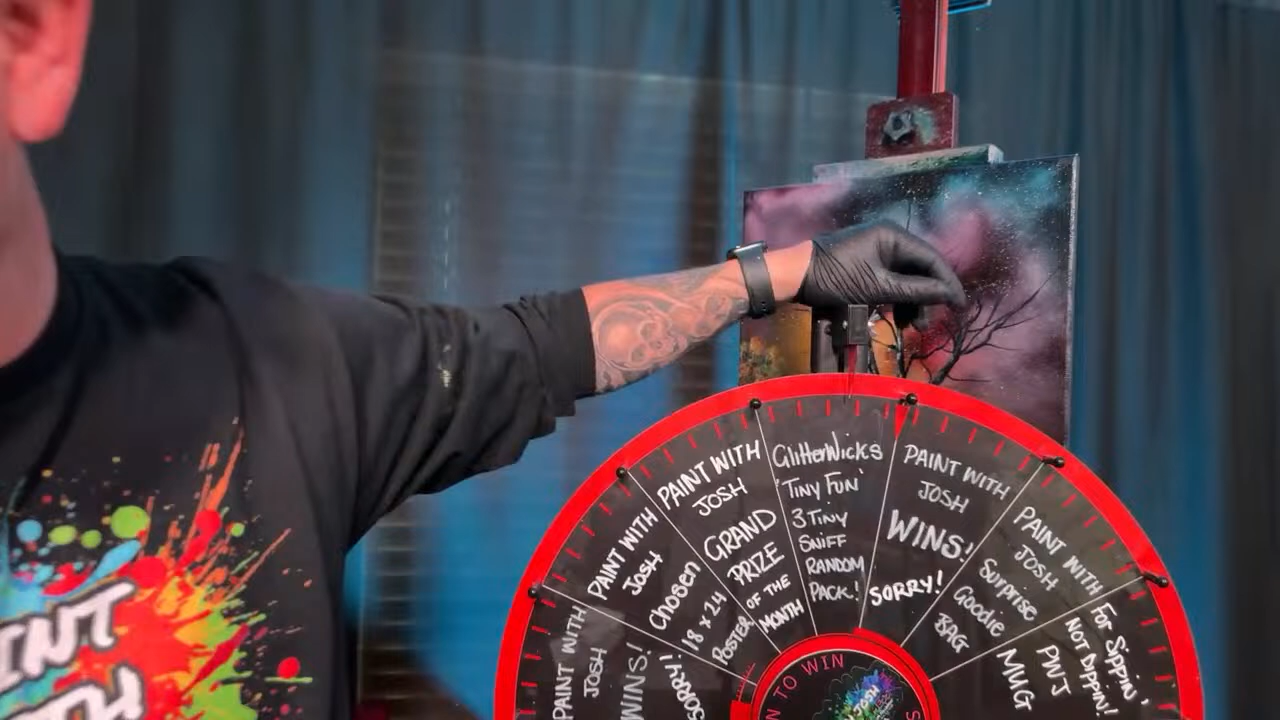 PAINT WITH
JOSH
WINS!
SORRY!
PAINT WITH
JOSH
Chosen
18 x 24
POSTER
PAINT WITH
JOSH
GRAND
PRIZE
OF THE
MONTH
GlitterWicks
'Tiny Fun'
3 Tiny
SNIFF
RANDOM
PACK!
PAINT WITH
JOSH
WINS!
SORRY!
PAINT WITH
JOSH
Surprise
Goodie
BAG
FOR SIPPIN',
NOT DIPPIN'!
PWJ
MUG
TO WIN
JOSH